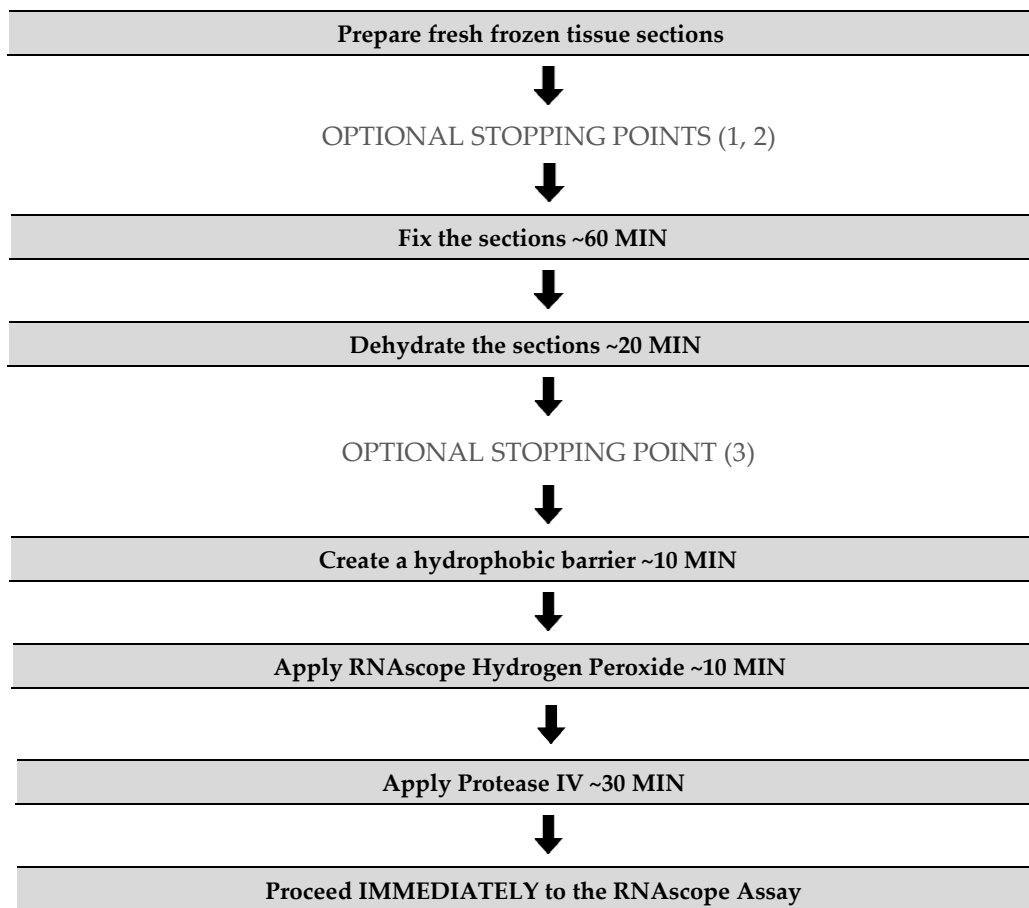 Prepare fresh frozen tissue sections
OPTIONAL STOPPING POINTS (1, 2)
Fix the sections ~60 MIN
Dehydrate the sections ~20 MIN
OPTIONAL STOPPING POINT (3)
Create a hydrophobic barrier ~10 MIN
Apply RNAscope Hydrogen Peroxide ~10 MIN
Apply Protease IV ~30 MIN
Proceed IMMEDIATELY to the RNAscope Assay